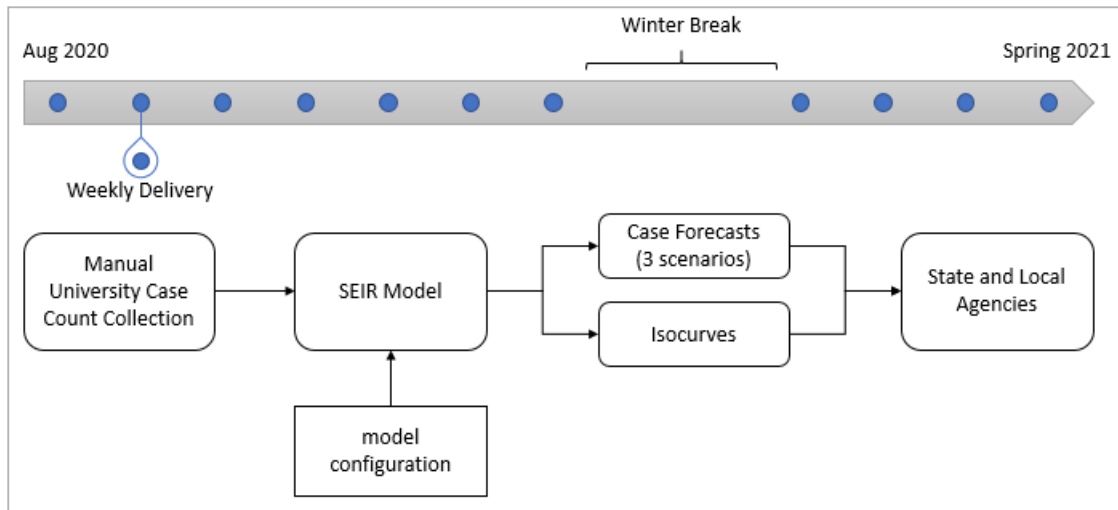 Winter Break
Aug 2020
Spring 2021
Weekly Delivery
Manual
University Case
Count Collection
SEIR Model
Case Forecasts
(3 scenarios)
Isocurves
State and Local
Agencies
model
configuration